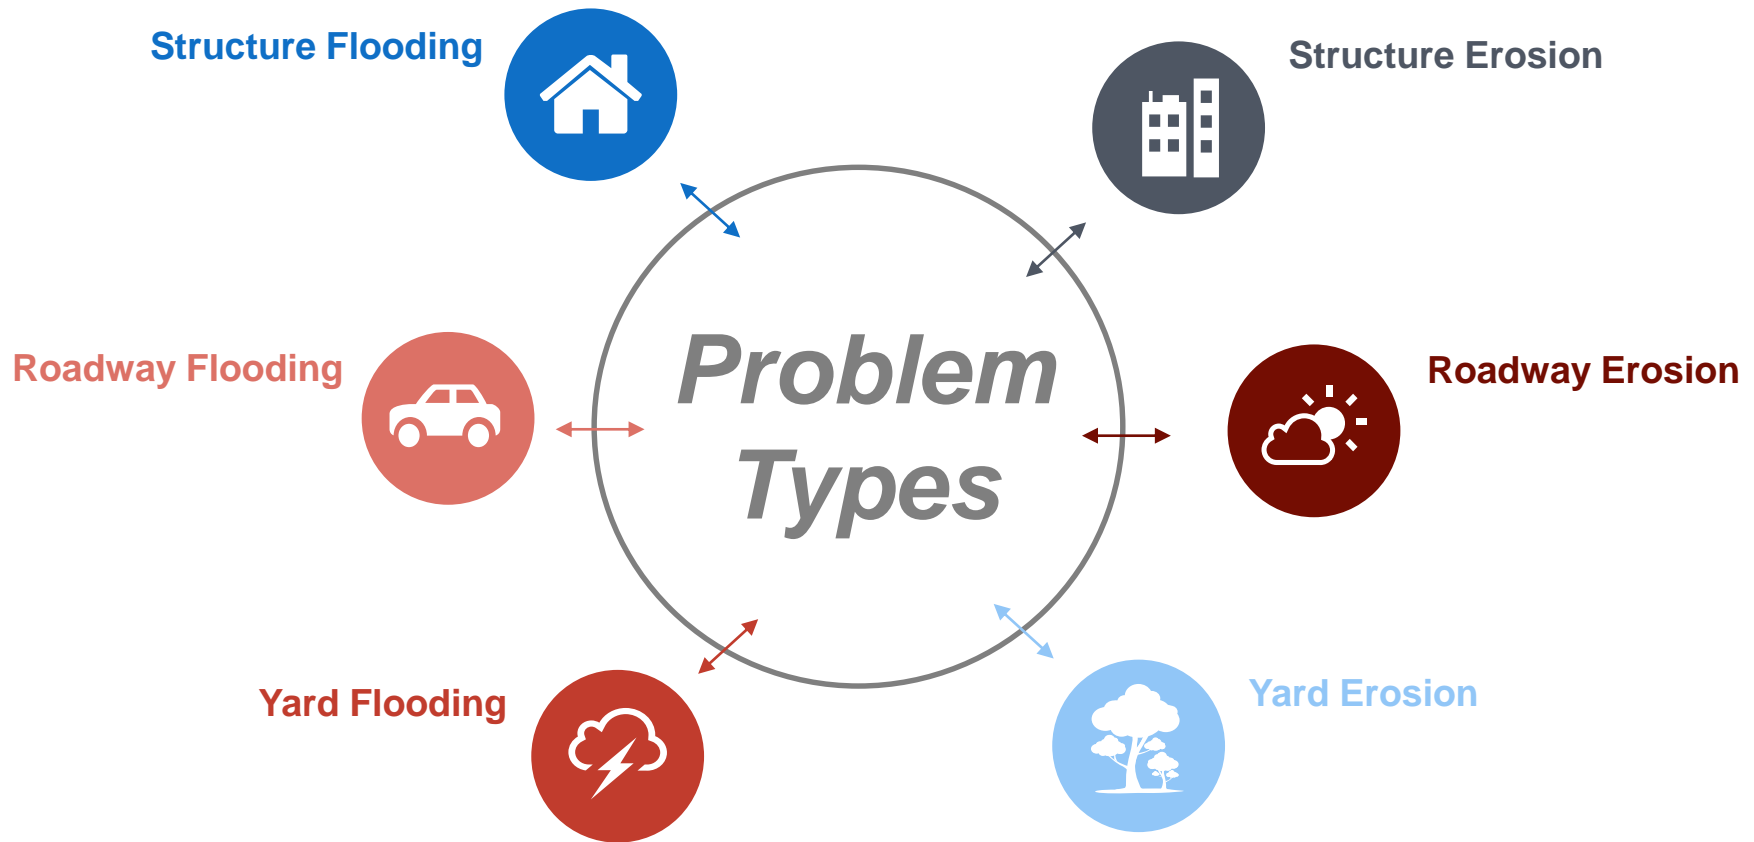 Structure Flooding
Structure Erosion
Roadway Flooding
Roadway Erosion
Problem
Types
Yard Flooding
Yard Erosion